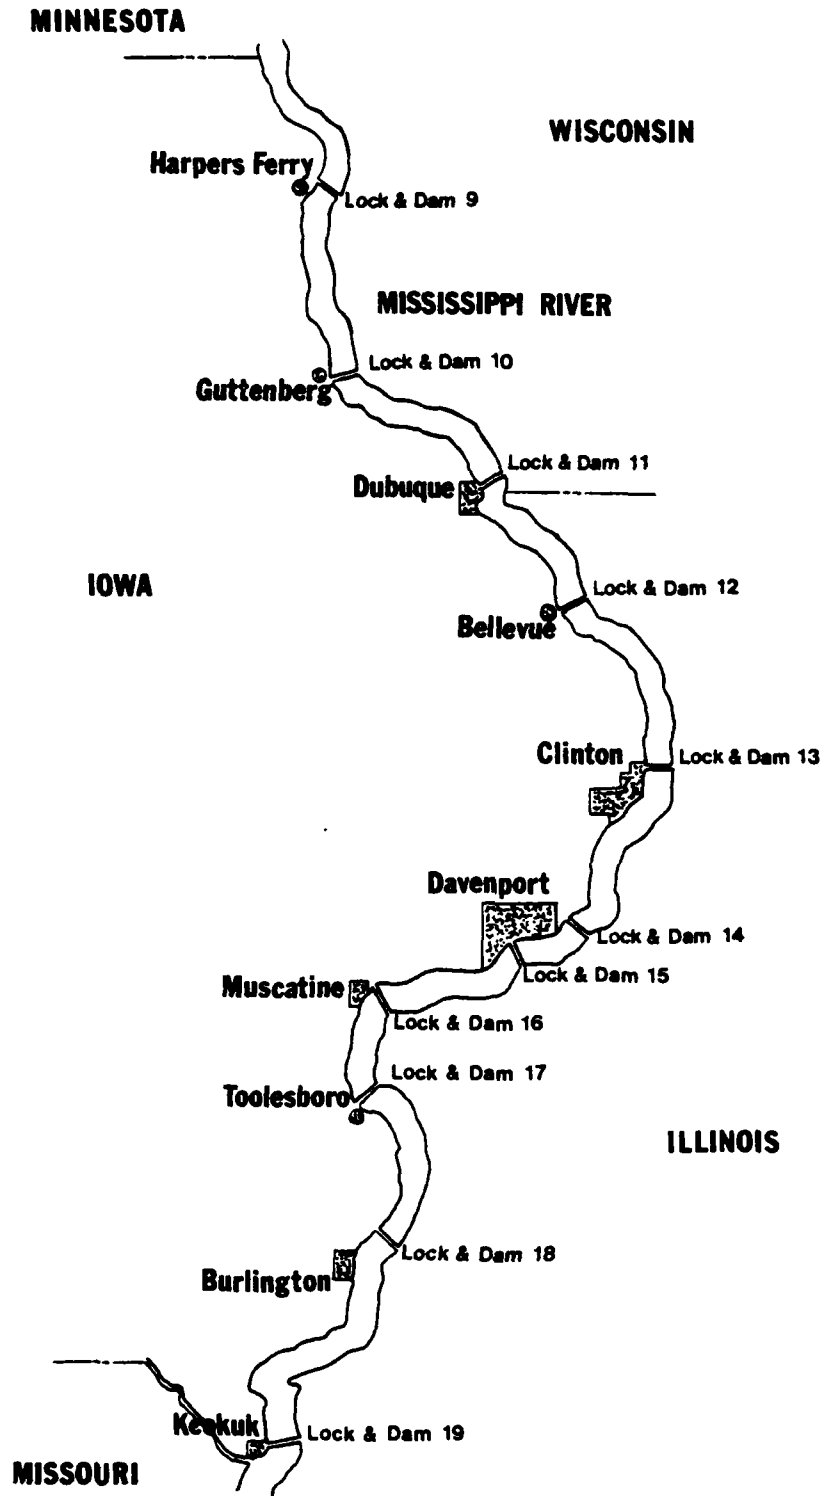 MINNESOTA
WISCONSIN
Harpers Ferry
Lock & Dam 9
MISSISSIPPI RIVER
Lock & Dam 10
Guttenberg
Lock & Dam 11
Dubuque
IOWA
Lock & Dam 12
Bellevue
Clinton
Lock & Dam 13
Davenport
Lock & Dam 14
Lock & Dam 15
Muscatine
Lock & Dam 16
Lock & Dam 17
Toolesboro
ILLINOIS
Lock & Dam 18
Burlington
Keokuk
Lock & Dam 19
MISSOURI